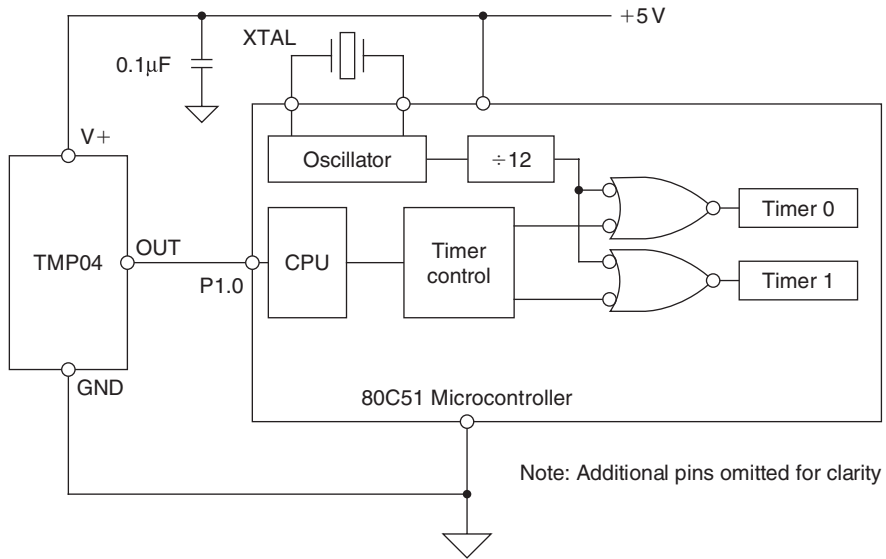 +5 V
XTAL
0.1μF
V+
Oscillator
÷12
Timer 0
OUT
TMP04
CPU
Timer
control
P1.0
Timer 1
GND
80C51 Microcontroller
Note: Additional pins omitted for clarity